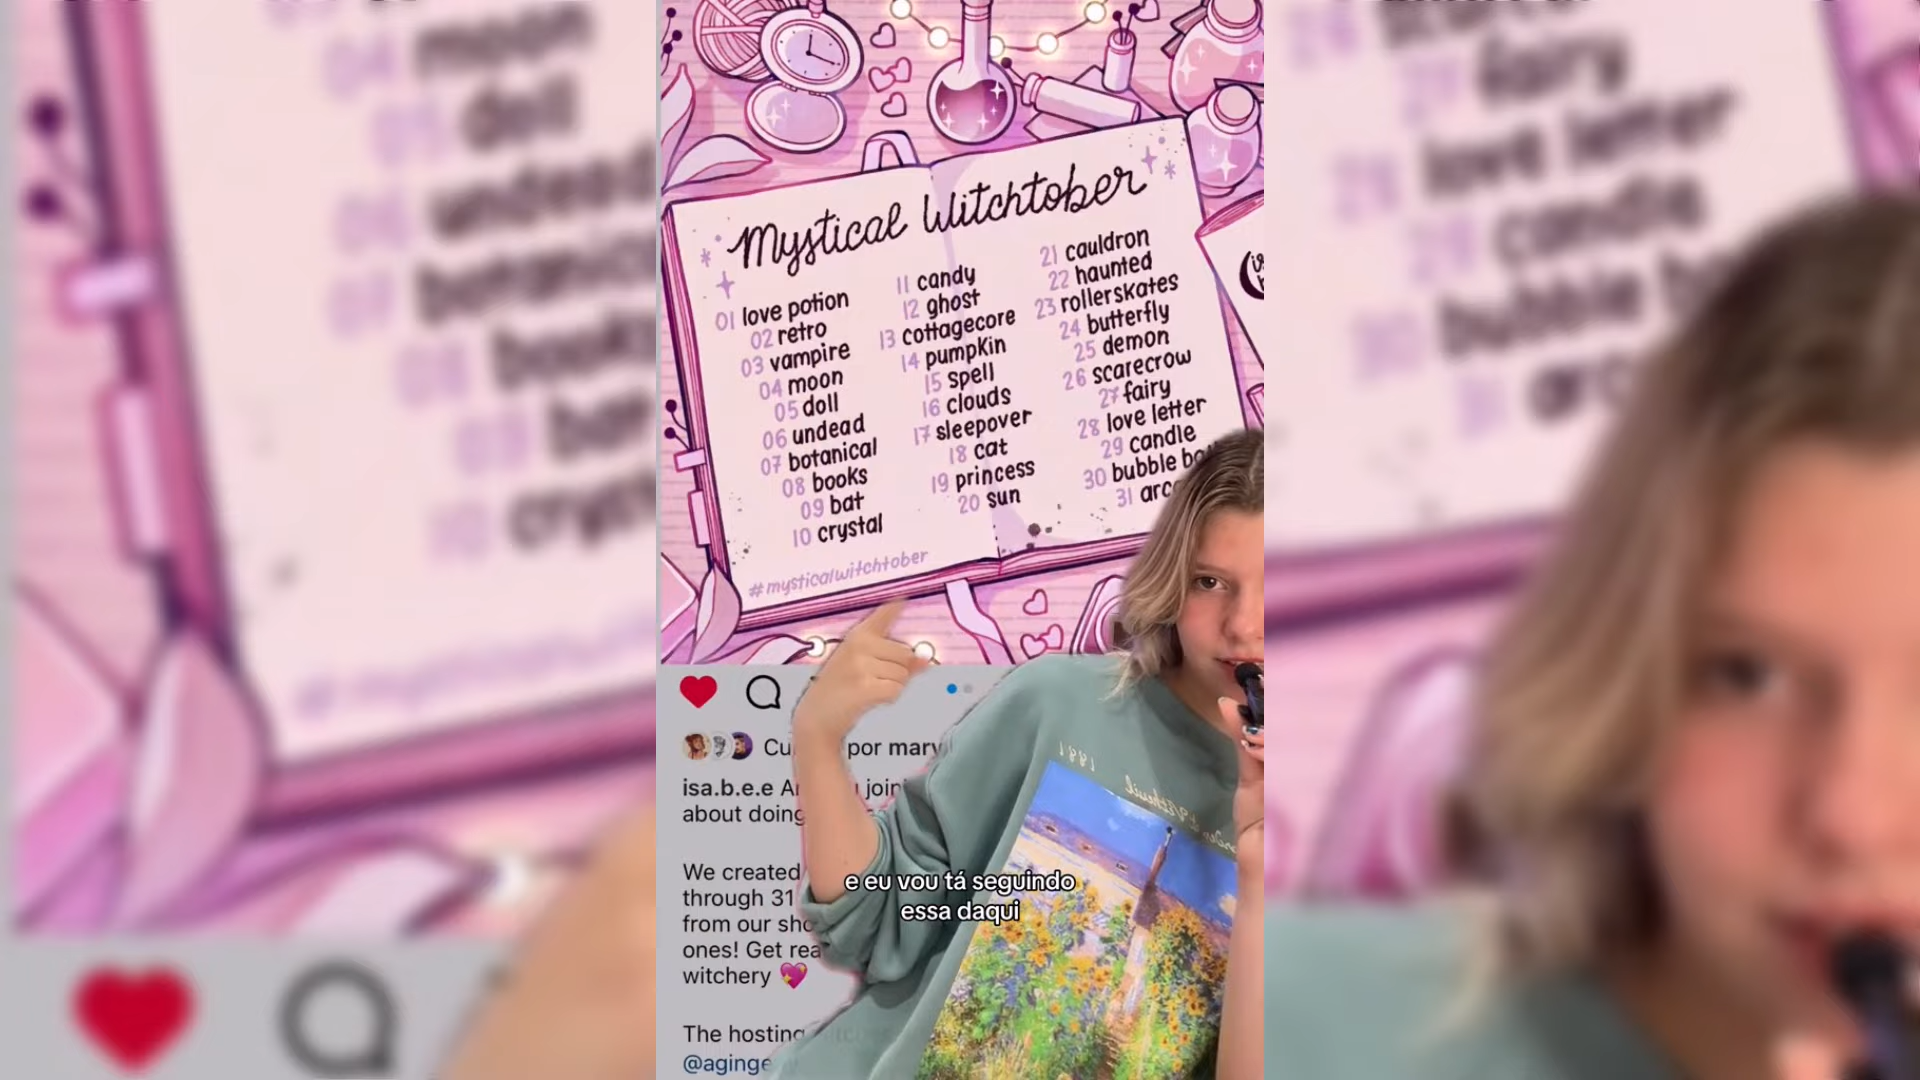 Mystical Witchtober
01 love potion
02 retro
03 vampire
04 moon
05 doll
06 undead
07 botanical
08 books
09 bat
10 crystal
11 candy
12 ghost
13 cottagecore
14 pumpkin
15 spell
16 clouds
17 sleepover
18 cat
19 princess
20 sun
21 cauldron
22 haunted
23 rollerskates
24 butterfly
25 demon
26 scarecrow
27 fairy
28 love letter
29 candle
30 bubble
31
#mysticalwitchtober
por
isa.b.e.e
about doing
We created
through 31
from our
ones! Get
witchery 💖
The hosting
1881
e eu vou tá seguindo
essa daqui